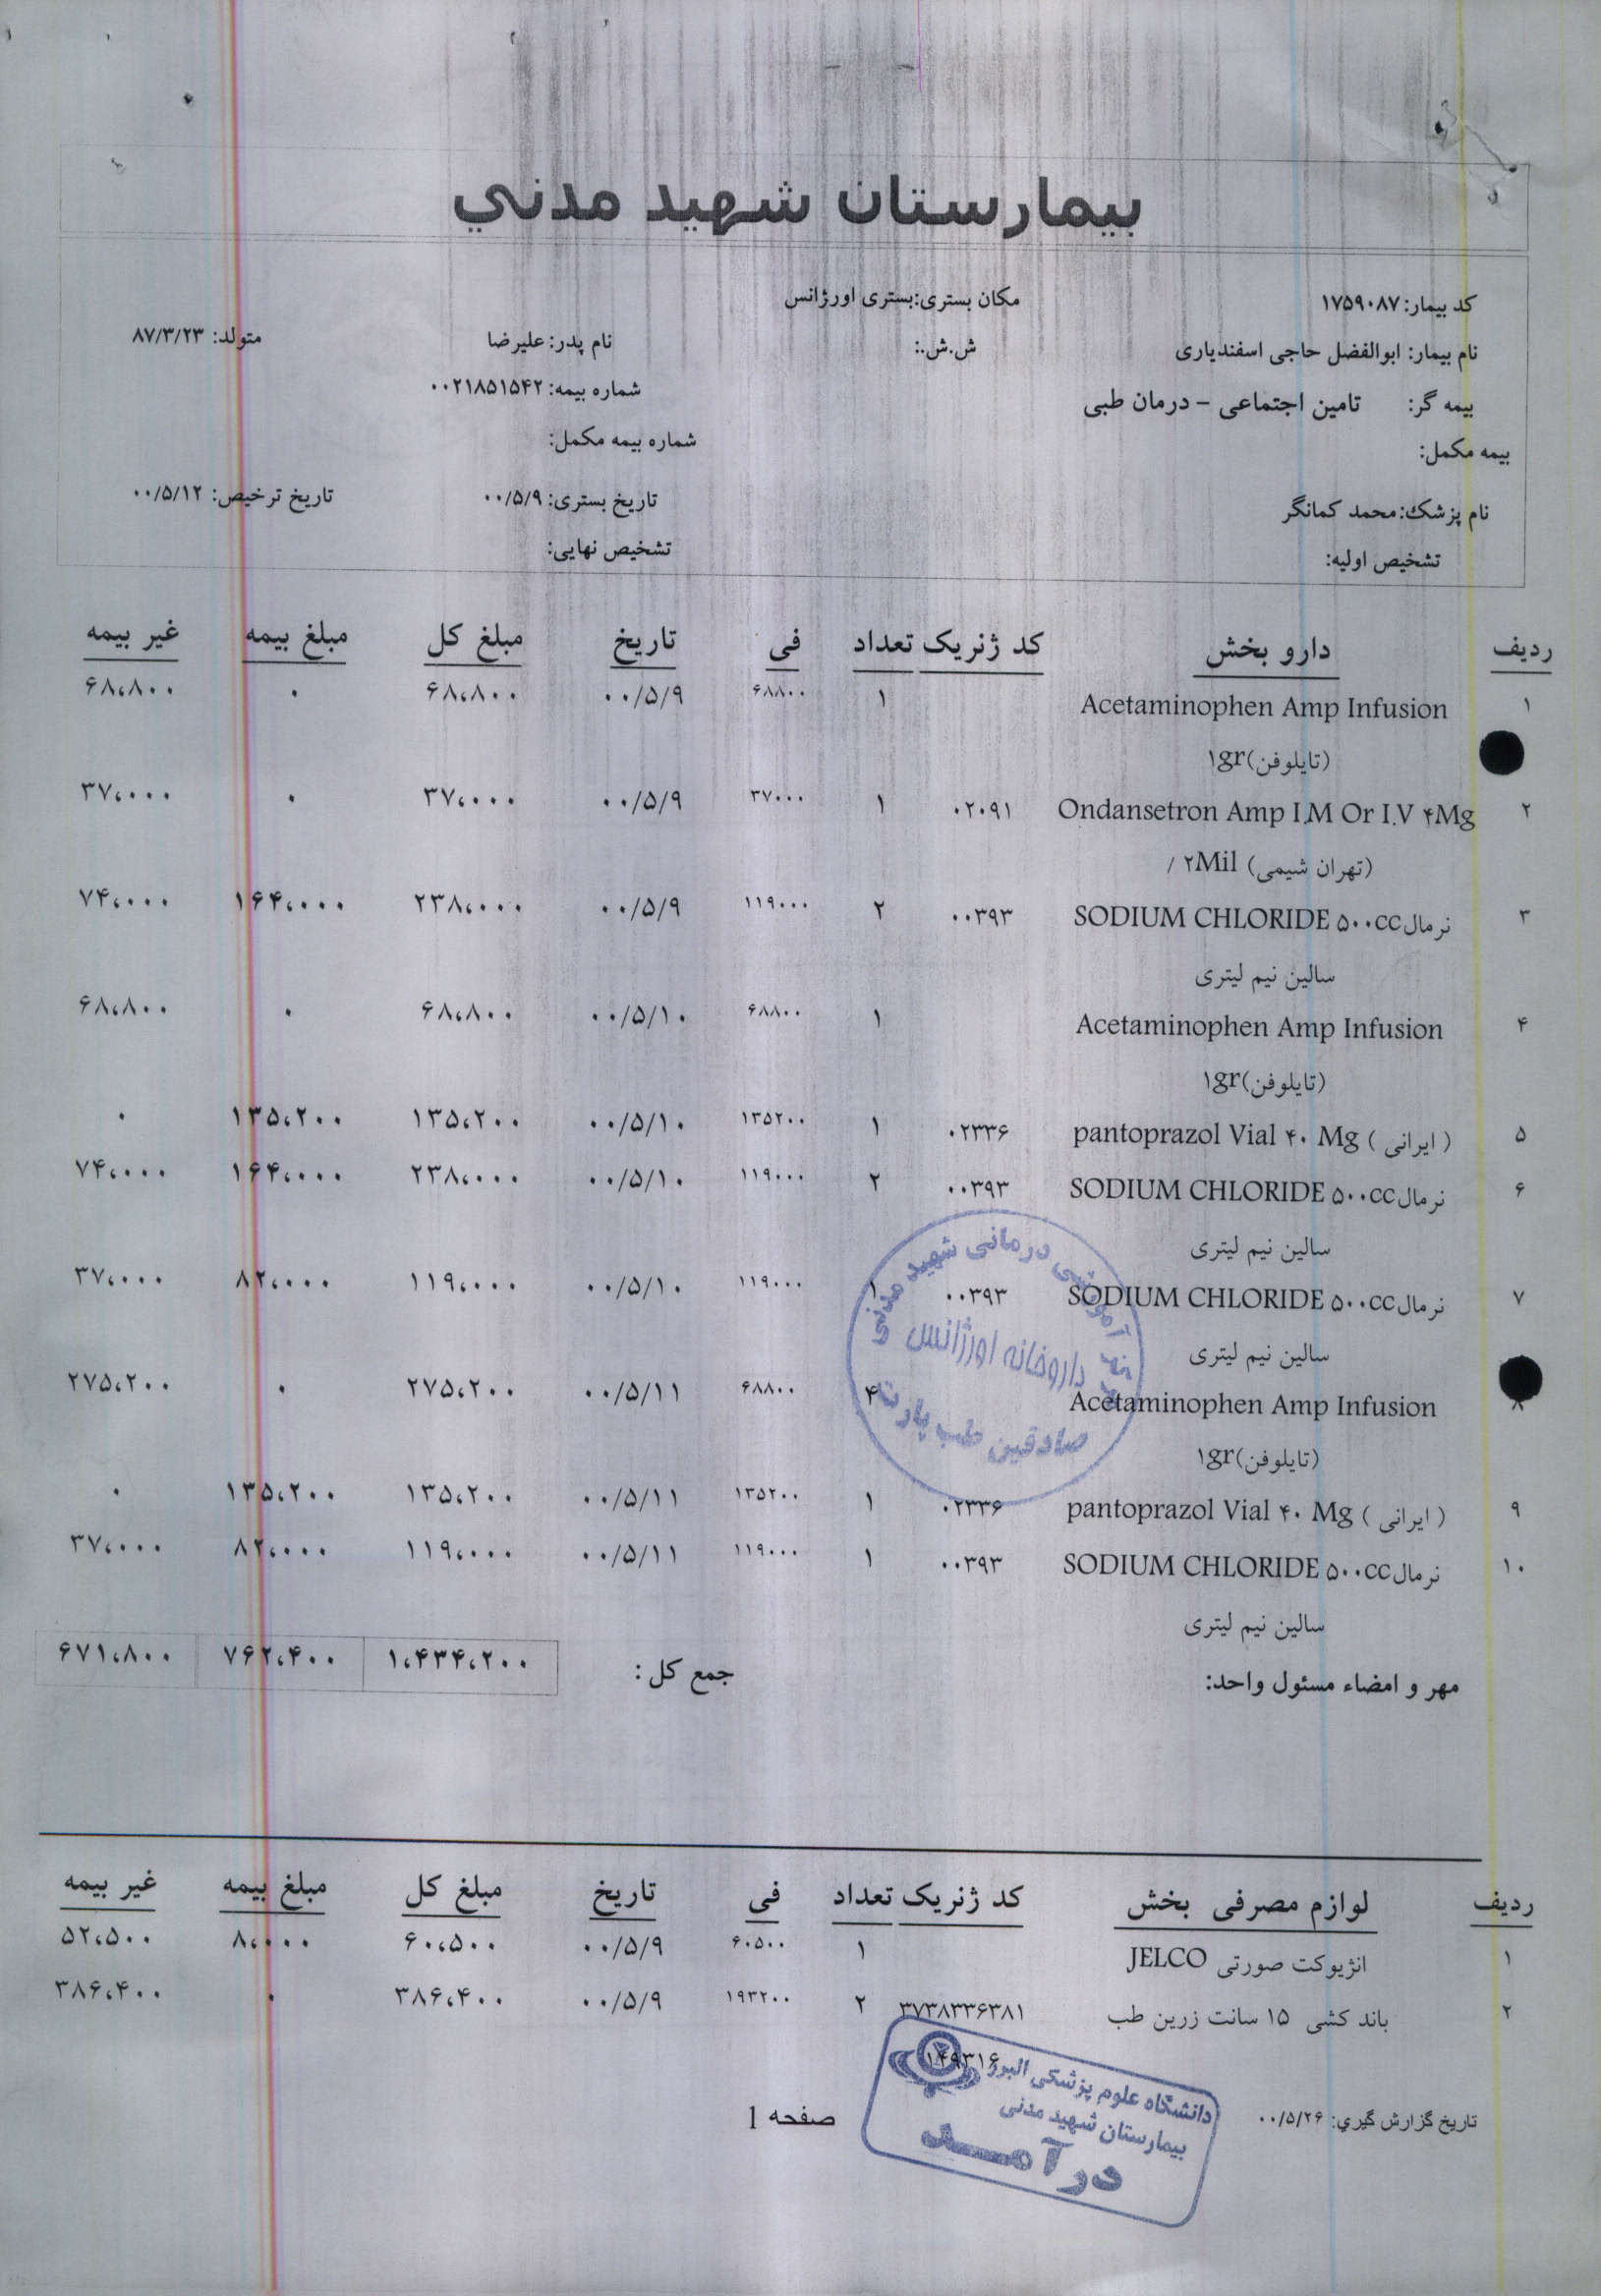 بیمارستان شهید مدني
کد بیمار: ۱۷۵۹۰۸۷ مکان بستری:بستری اورژانس
نام بیمار: ابوالفضل حاجی اسفندیاری ش.ش.: نام پدر: علیرضا متولد: ۸۷/۳/۲۳
بیمه گر: تامین اجتماعی - درمان طبی شماره بیمه: ۰۰۲۱۸۵۱۵۴۲
بیمه مکمل: شماره بیمه مکمل:
نام پزشک:محمد کمانگر تاریخ بستری: ۰۰/۵/۹ تاریخ ترخیص: ۰۰/۵/۱۲
تشخیص اولیه: تشخیص نهایی:
ردیف دارو بخش کد ژنریک تعداد فی تاریخ مبلغ کل مبلغ بیمه غیر بیمه
۱ Acetaminophen Amp Infusion ۱ ۶۸۸۰۰ ۰۰/۵/۹ ۶۸،۸۰۰ ۰ ۶۸،۸۰۰
۱gr(تایلوفن)
۲ Ondansetron Amp I.M Or I.V ۴Mg ۰۲۰۹۱ ۱ ۳۷۰۰۰ ۰۰/۵/۹ ۳۷،۰۰۰ ۰ ۳۷،۰۰۰
/ ۲Mil (تهران شیمی)
۳ SODIUM CHLORIDE ۵۰۰cc نرمال ۰۰۳۹۳ ۲ ۱۱۹۰۰۰ ۰۰/۵/۹ ۲۳۸،۰۰۰ ۱۶۴،۰۰۰ ۷۴،۰۰۰
سالین نیم لیتری
۴ Acetaminophen Amp Infusion ۱ ۶۸۸۰۰ ۰۰/۵/۱۰ ۶۸،۸۰۰ ۰ ۶۸،۸۰۰
۱gr(تایلوفن)
۵ pantoprazol Vial ۴۰ Mg ( ایرانی ) ۰۲۳۳۶ ۱ ۱۳۵۲۰۰ ۰۰/۵/۱۰ ۱۳۵،۲۰۰ ۱۳۵،۲۰۰ ۰
۶ SODIUM CHLORIDE ۵۰۰cc نرمال ۰۰۳۹۳ ۲ ۱۱۹۰۰۰ ۰۰/۵/۱۰ ۲۳۸،۰۰۰ ۱۶۴،۰۰۰ ۷۴،۰۰۰
سالین نیم لیتری
۷ SODIUM CHLORIDE ۵۰۰cc نرمال ۰۰۳۹۳ ۱ ۱۱۹۰۰۰ ۰۰/۵/۱۰ ۱۱۹،۰۰۰ ۸۲،۰۰۰ ۳۷،۰۰۰
سالین نیم لیتری
۸ Acetaminophen Amp Infusion ۴ ۶۸۸۰۰ ۰۰/۵/۱۱ ۲۷۵،۲۰۰ ۰ ۲۷۵،۲۰۰
۱gr(تایلوفن)
۹ pantoprazol Vial ۴۰ Mg ( ایرانی ) ۰۲۳۳۶ ۱ ۱۳۵۲۰۰ ۰۰/۵/۱۱ ۱۳۵،۲۰۰ ۱۳۵،۲۰۰ ۰
۱۰ SODIUM CHLORIDE ۵۰۰cc نرمال ۰۰۳۹۳ ۱ ۱۱۹۰۰۰ ۰۰/۵/۱۱ ۱۱۹،۰۰۰ ۸۲،۰۰۰ ۳۷،۰۰۰
سالین نیم لیتری
آموزشی درمانی شهید مدنی
داروخانه اورژانس
صادقین طب پارت
مهر و امضاء مسئول واحد: جمع کل : ۱،۴۳۴،۲۰۰ ۷۶۲،۴۰۰ ۶۷۱،۸۰۰
ردیف لوازم مصرفی بخش کد ژنریک تعداد فی تاریخ مبلغ کل مبلغ بیمه غیر بیمه
۱ انژیوکت صورتی JELCO ۱ ۶۰۵۰۰ ۰۰/۵/۹ ۶۰،۵۰۰ ۸،۰۰۰ ۵۲،۵۰۰
۲ باند کشی ۱۵ سانت زرین طب ۳۷۳۸۳۳۶۳۸۱ ۲ ۱۹۳۲۰۰ ۰۰/۵/۹ ۳۸۶،۴۰۰ ۰ ۳۸۶،۴۰۰
۱۴۹۳۱۶
دانشگاه علوم پزشکی البرز
بیمارستان شهید مدنی
درآمد
تاریخ گزارش گیري: ۰۰/۵/۲۶ صفحه 1